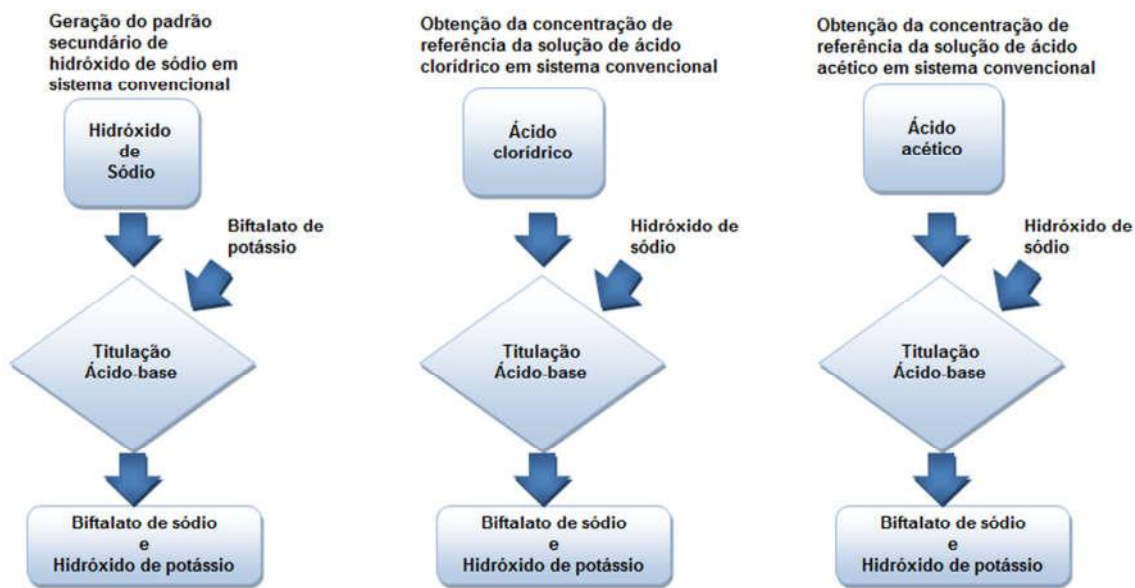 Geração do padrão
secundário de
hidróxido de sódio em
sistema convencional
Hidróxido
de
Sódio
Biftalato de
potássio
Titulação
Ácido-base
Biftalato de sódio
e
Hidróxido de potássio
Obtenção da concentração de
referência da solução de ácido
clorídrico em sistema convencional
Ácido
clorídrico
Hidróxido de
sódio
Titulação
Ácido-base
Biftalato de sódio
e
Hidróxido de potássio
Obtenção da concentração de
referência da solução de ácido
acético em sistema convencional
Ácido
acético
Hidróxido de
sódio
Titulação
Ácido-base
Biftalato de sódio
e
Hidróxido de potássio